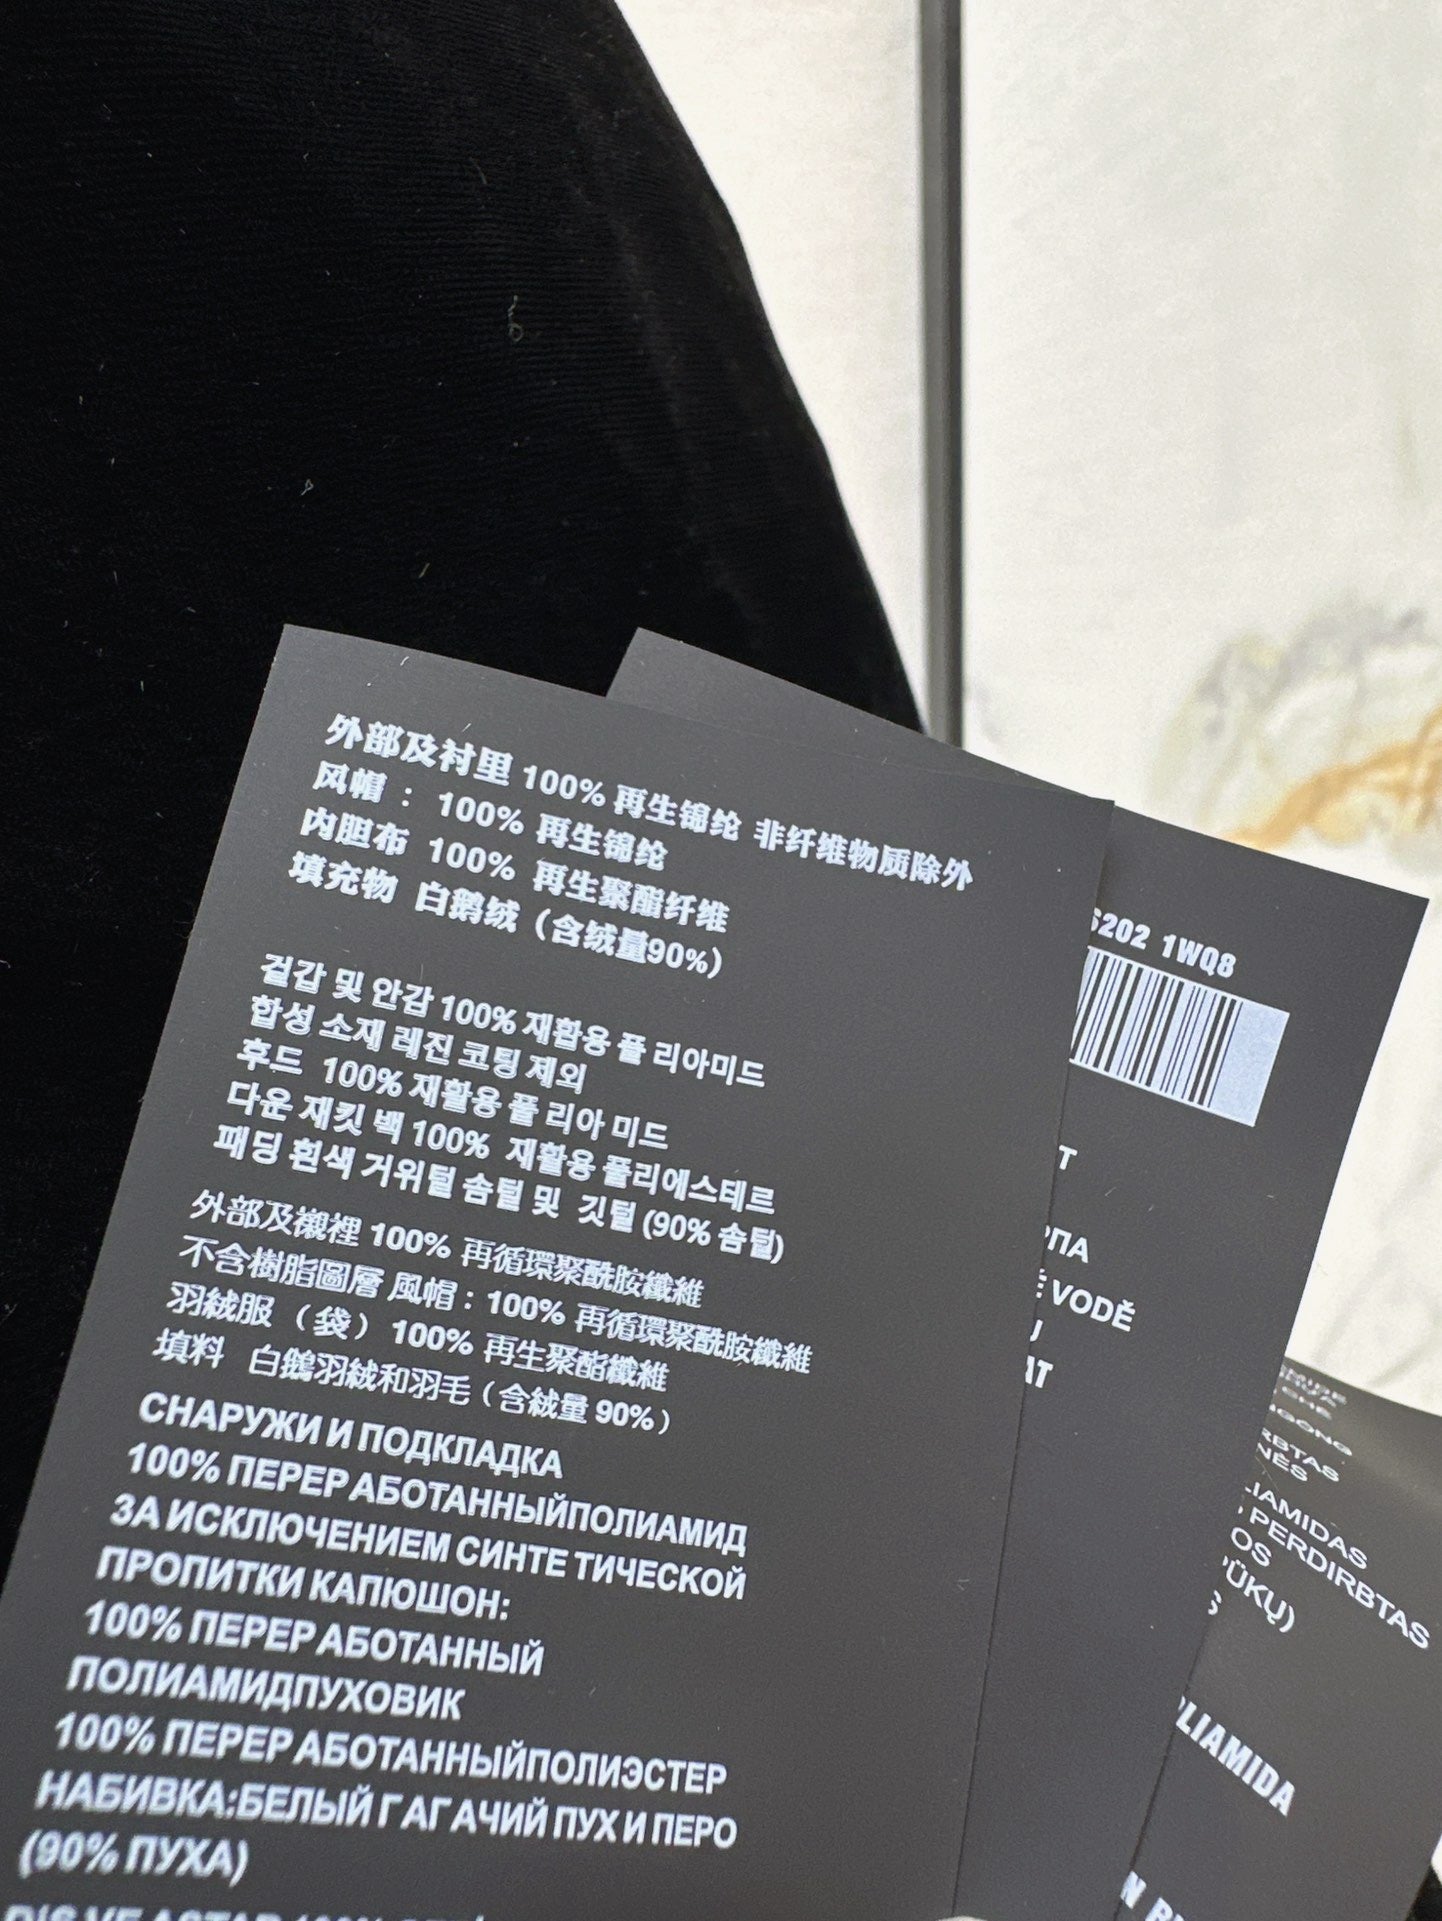 外部及衬里 100% 再生锦纶 非纤维物质除外
风帽 ： 100% 再生锦纶
内胆布 100% 再生聚酯纤维
填充物 白鹅绒（含绒量90%）
걸감 및 안감 100% 재홥용 폴 리아미드
합성 소재 레진 코팅 제외
후드 100% 재활용 폴 리아 미드
다운 재킷 백 100% 재활용 폴리에스테르
패딩 흰색 거위털 솜털 및 깃털 (90% 솜털)
外部及襯裡 100% 再循環聚酰胺纖維
不含樹脂圖層 風帽：100% 再循環聚酰胺纖維
羽絨服 （袋） 100% 再生聚酯纖維
填料 白鵝羽絨和羽毛（含絨量 90%）
СНАРУЖИ И ПОДКЛАДКА
100% ПЕРЕР АБОТАННЫЙПОЛИАМИД
ЗА ИСКЛЮЧЕНИЕМ СИНТЕ ТИЧЕСКОЙ
ПРОПИТКИ КАПЮШОН:
100% ПЕРЕР АБОТАННЫЙ
ПОЛИАМИДПУХОВИК
100% ПЕРЕР АБОТАННЫЙПОЛИЭСТЕР
НАБИВКА:БЕЛЫЙ Г АГ АЧИЙ ПУХ И ПЕРО
(90% ПУХА)
6202 1WQ8
T
РПА
Ě VODĚ
U
AT
NĖS
LIAMIDAS
PERDIRBTAS
OS
ŪKŲ)
S
LIAMIDA